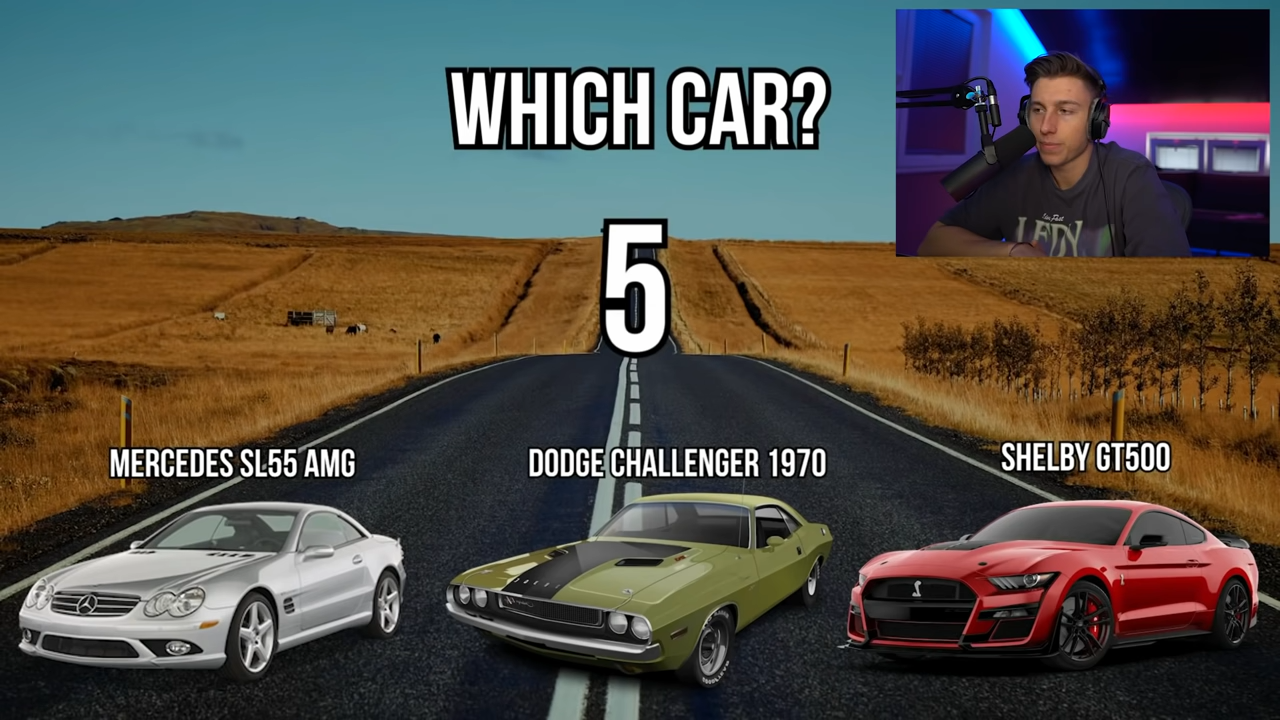 WHICH CAR?
5
MERCEDES SL55 AMG
DODGE CHALLENGER 1970
SHELBY GT500